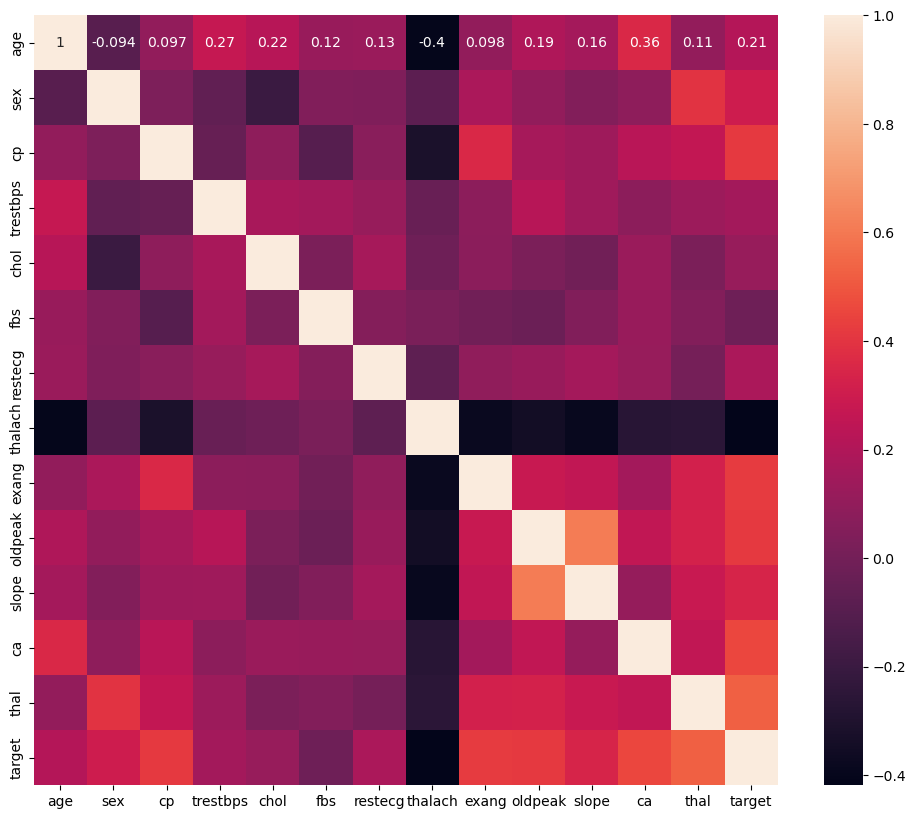 age 1 -0.094 0.097 0.27 0.22 0.12 0.13 -0.4 0.098 0.19 0.16 0.36 0.11 0.21
sex
cp
trestbps
chol
fbs
restecg
thalach
exang
oldpeak
slope
ca
thal
target
age sex cp trestbps chol fbs restecg thalach exang oldpeak slope ca thal target
1.0
0.8
0.6
0.4
0.2
0.0
−0.2
−0.4